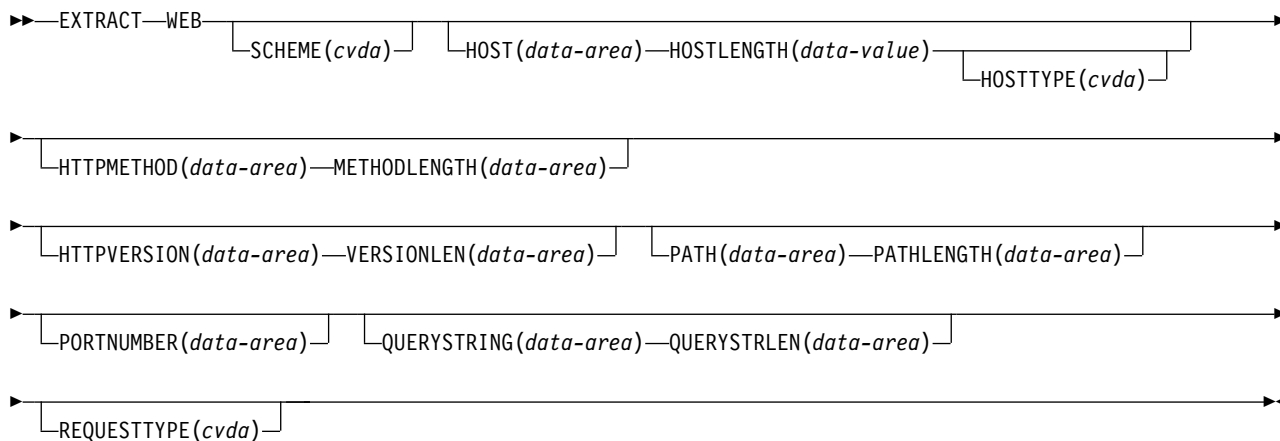 EXTRACT WEB
SCHEME(cvda) HOST(data-area) HOSTLENGTH(data-value)
HOSTTYPE(cvda)
HTTPMETHOD(data-area) METHODLENGTH(data-area)
HTTPVERSION(data-area) VERSIONLEN(data-area) PATH(data-area) PATHLENGTH(data-area)
PORTNUMBER(data-area) QUERYSTRING(data-area) QUERYSTRLEN(data-area)
REQUESTTYPE(cvda)